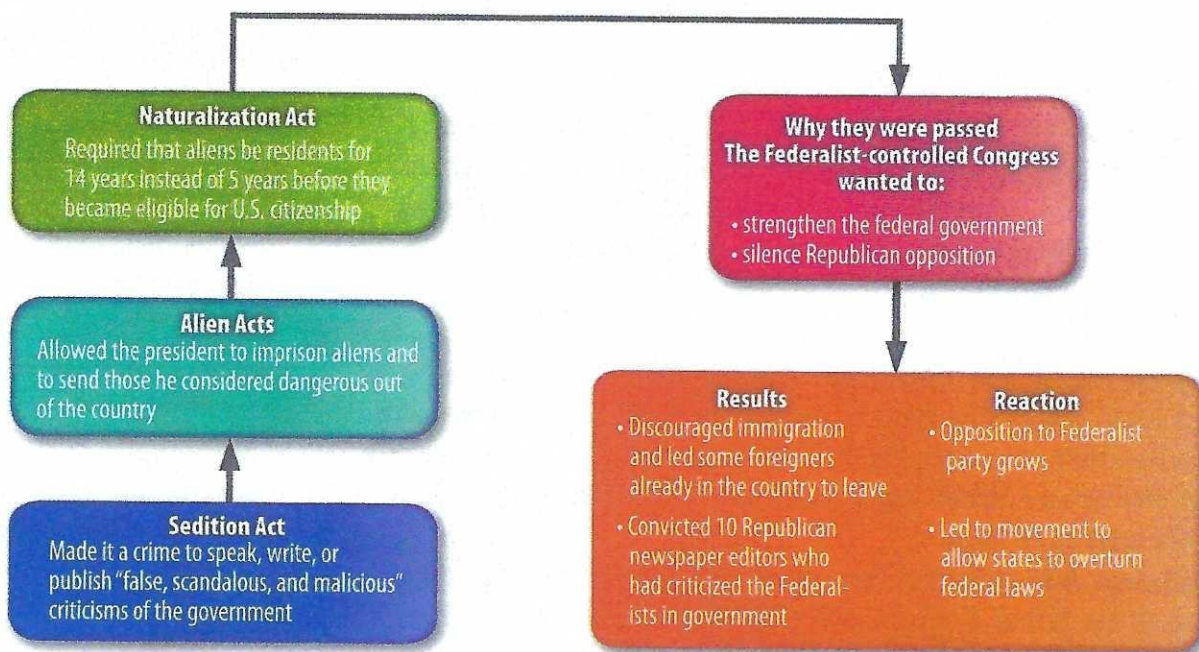 Naturalization Act
Required that aliens be residents for
14 years instead of 5 years before they
became eligible for U.S. citizenship
Alien Acts
Allowed the president to imprison aliens and
to send those he considered dangerous out
of the country
Sedition Act
Made it a crime to speak, write, or
publish "false, scandalous, and malicious"
criticisms of the government
Why they were passed
The Federalist-controlled Congress
wanted to:
• strengthen the federal government
• silence Republican opposition
Results
• Discouraged immigration
and led some foreigners
already in the country to leave
• Convicted 10 Republican
newspaper editors who
had criticized the Federal-
ists in government
Reaction
• Opposition to Federalist
party grows
• Led to movement to
allow states to overturn
federal laws